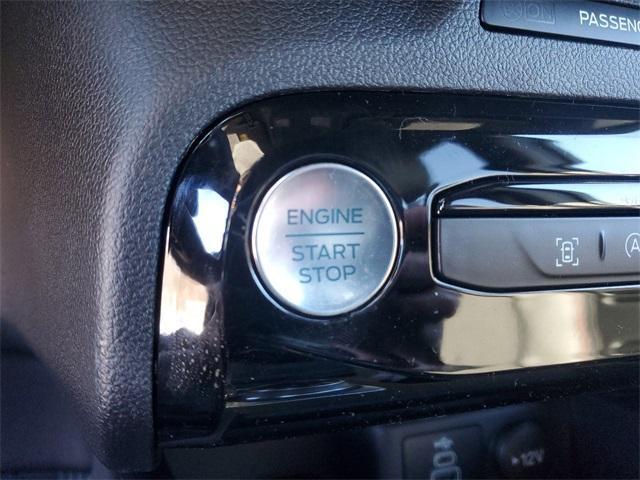 PASSENG
ENGINE
START
STOP
A
12V